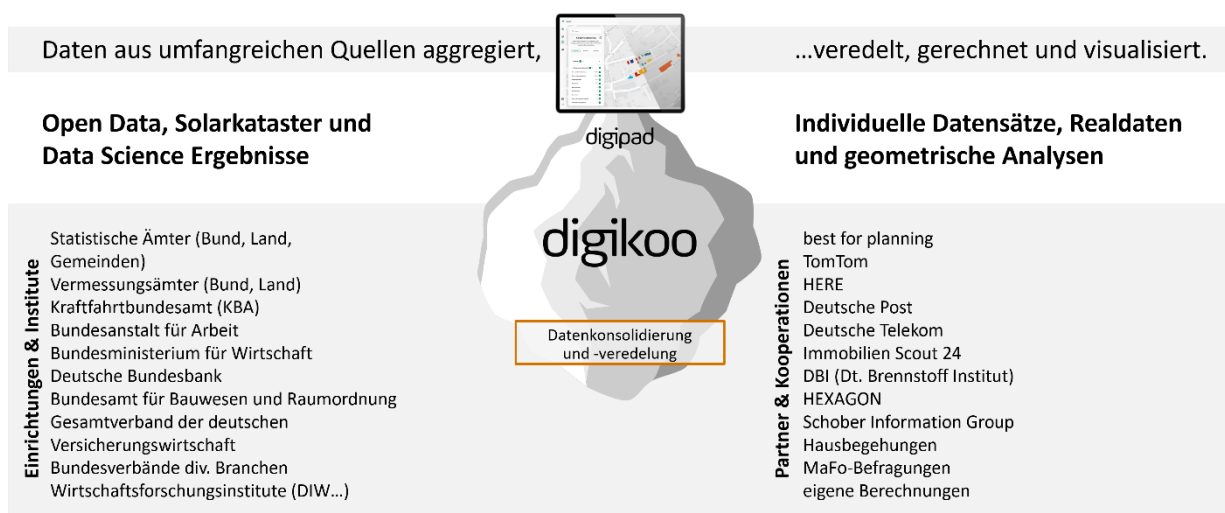 Daten aus umfangreichen Quellen aggregiert,
...veredelt, gerechnet und visualisiert.
Open Data, Solarkataster und
Data Science Ergebnisse
digipad
Individuelle Datensätze, Realdaten
und geometrische Analysen
Einrichtungen & Institute
Statistische Ämter (Bund, Land,
Gemeinden)
Vermessungsämter (Bund, Land)
Kraftfahrtbundesamt (KBA)
Bundesanstalt für Arbeit
Bundesministerium für Wirtschaft
Deutsche Bundesbank
Bundesamt für Bauwesen und Raumordnung
Gesamtverband der deutschen
Versicherungswirtschaft
Bundesverbände div. Branchen
Wirtschaftsforschungsinstitute (DIW...)
digikoo
Datenkonsolidierung
und -veredelung
Partner & Kooperationen
best for planning
TomTom
HERE
Deutsche Post
Deutsche Telekom
Immobilien Scout 24
DBI (Dt. Brennstoff Institut)
HEXAGON
Schober Information Group
Hausbegehungen
MaFo-Befragungen
eigene Berechnungen